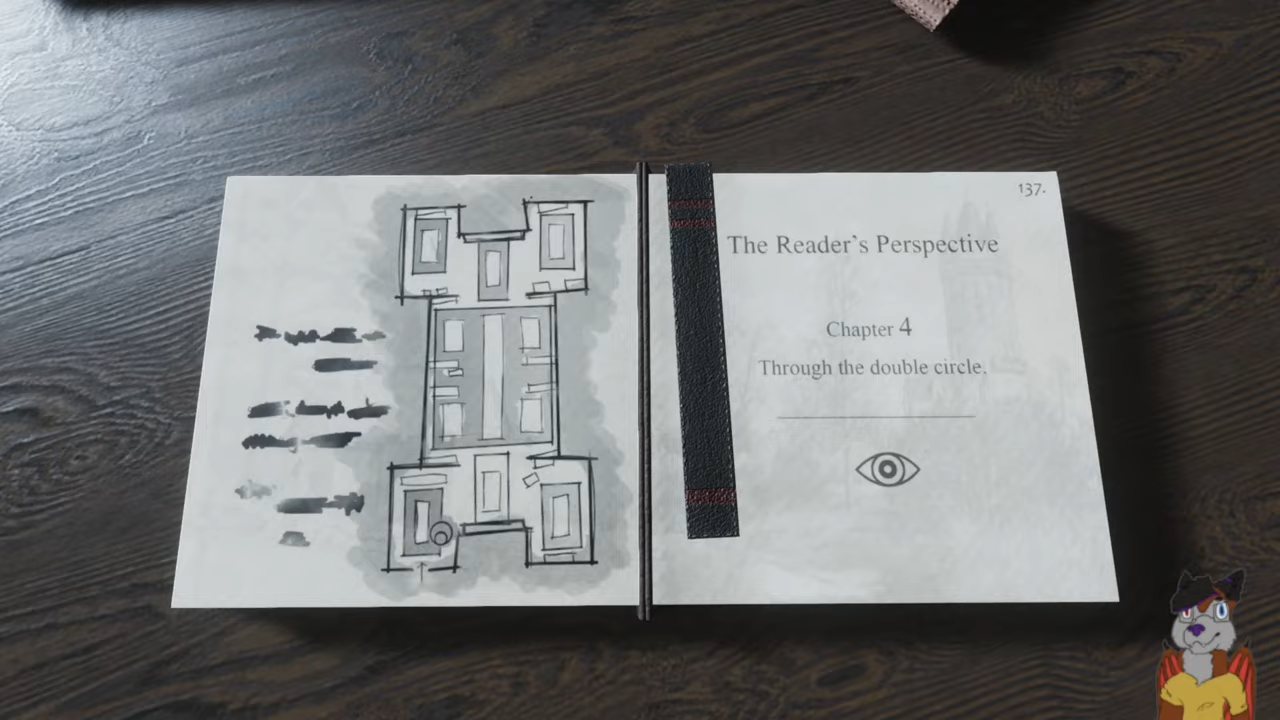 137.
The Reader's Perspective
Chapter 4
Through the double circle.